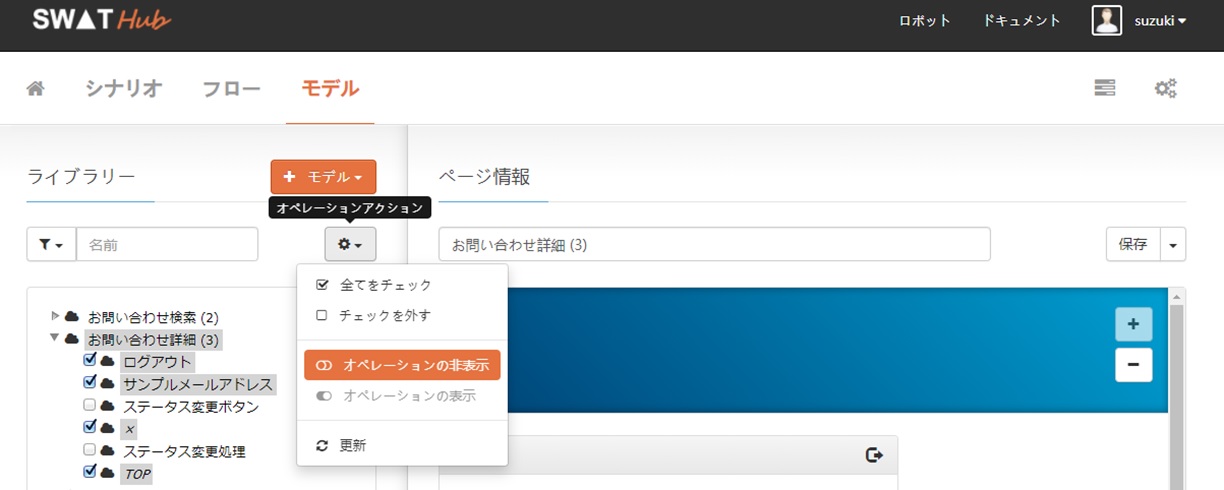 SWAT Hub
ロボット ドキュメント suzuki
シナリオ フロー モデル
ライブラリー
モデル
オペレーションアクション
名前
全てをチェック
チェックを外す
オペレーションの非表示
オペレーションの表示
更新
お問い合わせ検索 (2)
お問い合わせ詳細 (3)
ログアウト
サンプルメールアドレス
ステータス変更ボタン
×
ステータス変更処理
TOP
ページ情報
お問い合わせ詳細 (3)
保存